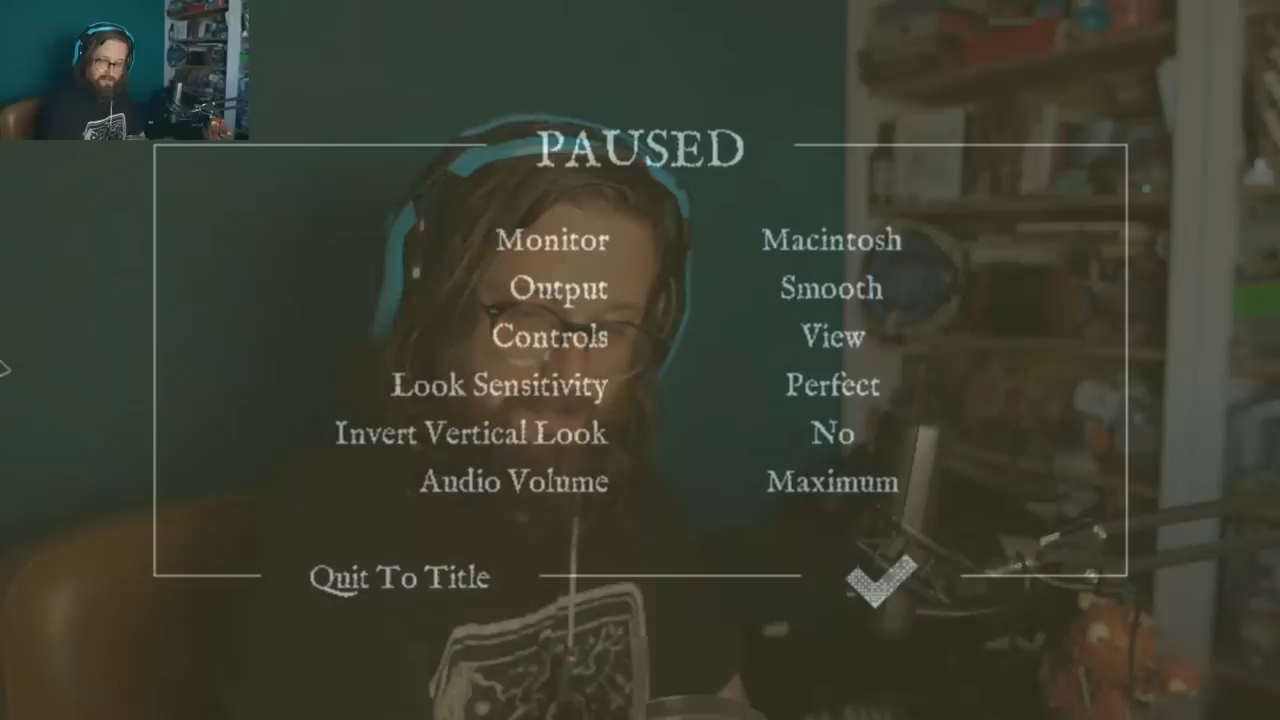 PAUSED
Monitor Macintosh
Output Smooth
Controls View
Look Sensitivity Perfect
Invert Vertical Look No
Audio Volume Maximum
Quit To Title